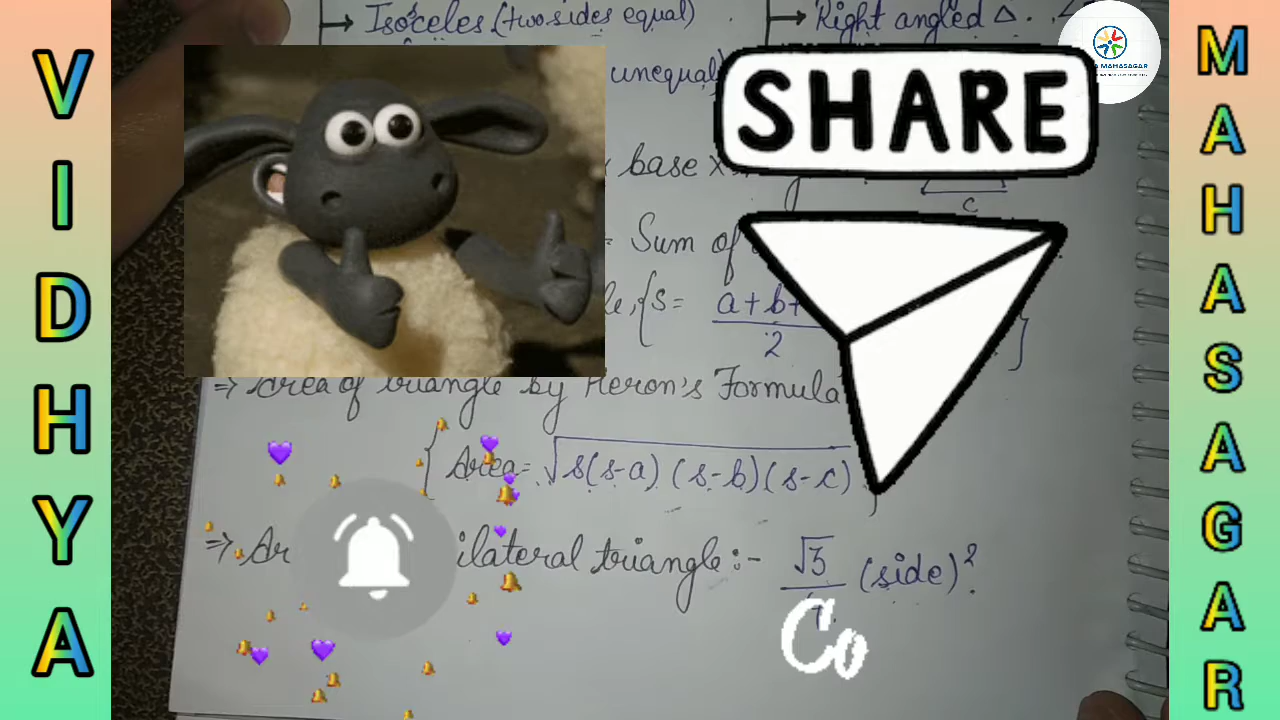 VIDHYA
MAHASAGAR
→ Isoceles (two sides equal)
→ Right angled Δ.
unequal)
MAHASAGAR
SHARE
base ×
c
= Sum of
{s= a+b+
2
}
⇒ Area of triangle by Heron's Formula
{ Area= √s(s-a) (s-b)(s-c)
⇒ Ar ilateral triangle:- √3 (side)²
Co